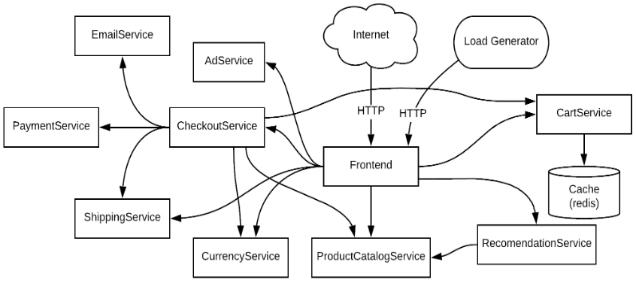 EmailService
Internet
Load Generator
AdService
HTTP
HTTP
PaymentService
CheckoutService
CartService
Frontend
Cache
(redis)
ShippingService
CurrencyService
ProductCatalogService
RecomendationService